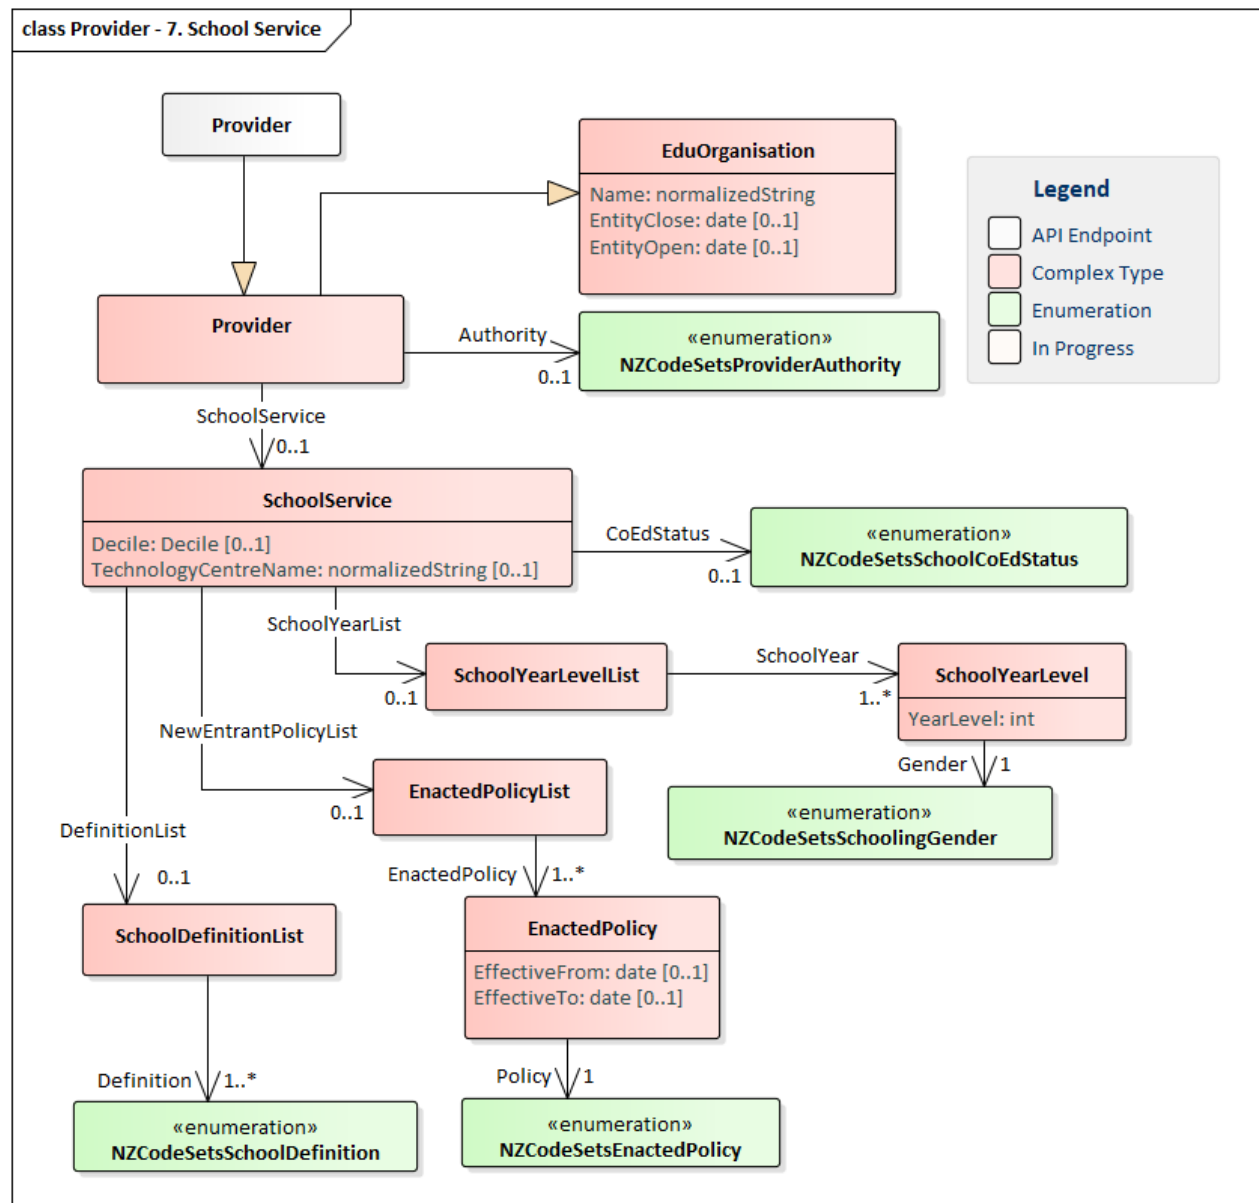 class Provider - 7. School Service
Provider
EduOrganisation
Name: normalizedString
EntityClose: date [0..1]
EntityOpen: date [0..1]
Legend
API Endpoint
Complex Type
Enumeration
In Progress
Provider
Authority
0..1
«enumeration»
NZCodeSetsProviderAuthority
SchoolService
0..1
SchoolService
Decile: Decile [0..1]
TechnologyCentreName: normalizedString [0..1]
CoEdStatus
0..1
«enumeration»
NZCodeSetsSchoolCoEdStatus
SchoolYearList
0..1
SchoolYearLevelList
SchoolYear
1..*
SchoolYearLevel
YearLevel: int
Gender
1
«enumeration»
NZCodeSetsSchoolingGender
NewEntrantPolicyList
0..1
EnactedPolicyList
EnactedPolicy
1..*
EnactedPolicy
EffectiveFrom: date [0..1]
EffectiveTo: date [0..1]
Policy
1
«enumeration»
NZCodeSetsEnactedPolicy
DefinitionList
0..1
SchoolDefinitionList
Definition
1..*
«enumeration»
NZCodeSetsSchoolDefinition